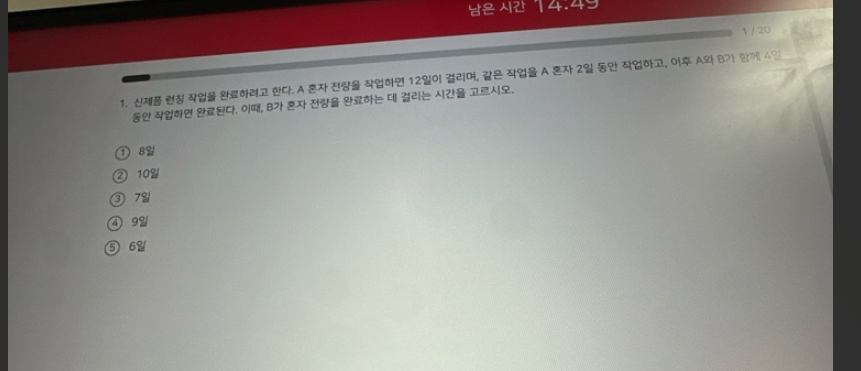 남은 시간 14:49
1 / 20
1. 신제품 런칭 작업을 완료하려고 한다. A 혼자 전량을 작업하면 12일이 걸리며, 같은 작업을 A 혼자 2일 동안 작업하고, 이후 A와 B가 함께 4일
동안 작업하면 완료된다. 이때, B가 혼자 전량을 완료하는 데 걸리는 시간을 고르시오.
① 8일
② 10일
③ 7일
④ 9일
⑤ 6일